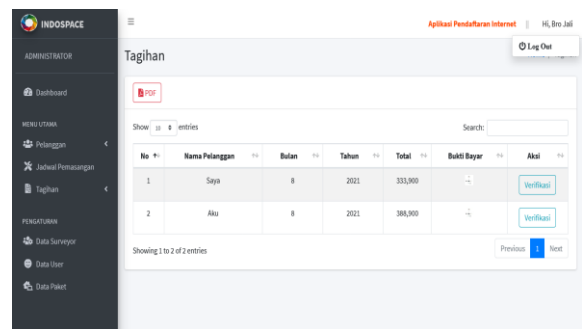 INDOSPACE
Aplikasi Pendaftaran Internet || Hi, Bro Jali
Log Out
ADMINISTRATOR
Dashboard
MENU UTAMA
Pelanggan
Jadwal Pemasangan
Tagihan
PENGATURAN
Data Surveyor
Data User
Data Paket
Tagihan
PDF
Show 10 entries
Search:
No Nama Pelanggan Bulan Tahun Total Bukti Bayar Aksi
1 Saya 8 2021 333,900 Verifikasi
2 Aku 8 2021 388,900 Verifikasi
Showing 1 to 2 of 2 entries
Previous 1 Next